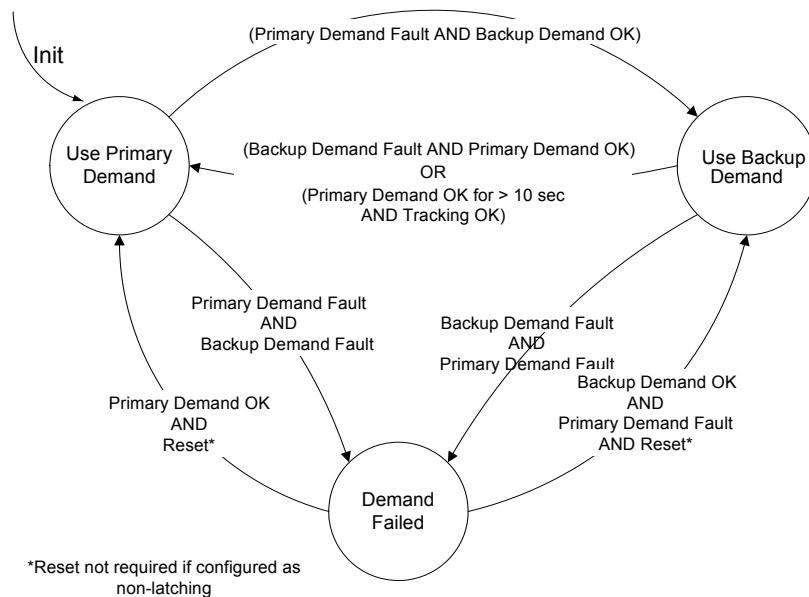 (Primary Demand Fault AND Backup Demand OK)
Init
Use Primary
Demand
(Backup Demand Fault AND Primary Demand OK)
OR
(Primary Demand OK for > 10 sec
AND Tracking OK)
Use Backup
Demand
Primary Demand Fault
AND
Backup Demand Fault
Backup Demand Fault
AND
Primary Demand Fault
Primary Demand OK
AND
Reset*
Backup Demand OK
AND
Primary Demand Fault
AND Reset*
Demand
Failed
*Reset not required if configured as
non-latching